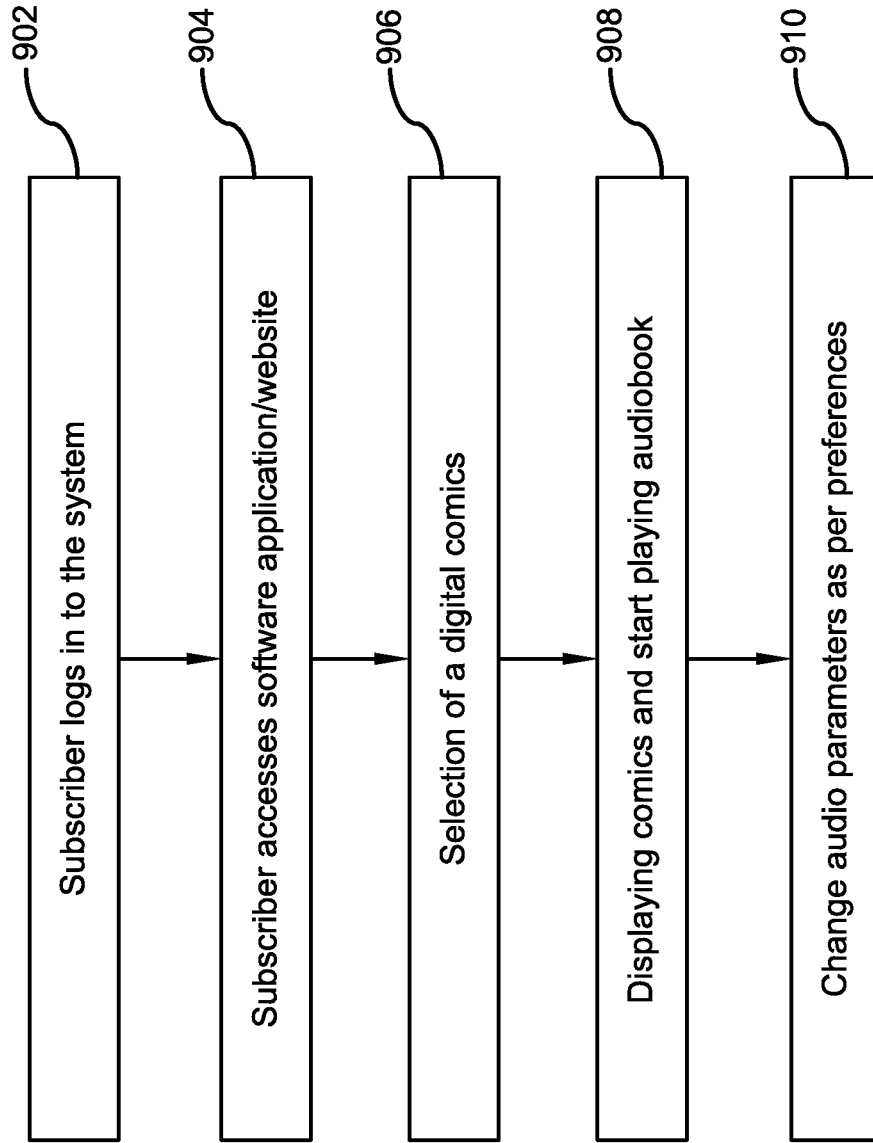 902
Subscriber logs in to the system
904
Subscriber accesses software application/website
906
Selection of a digital comics
908
Displaying comics and start playing audiobook
910
Change audio parameters as per preferences